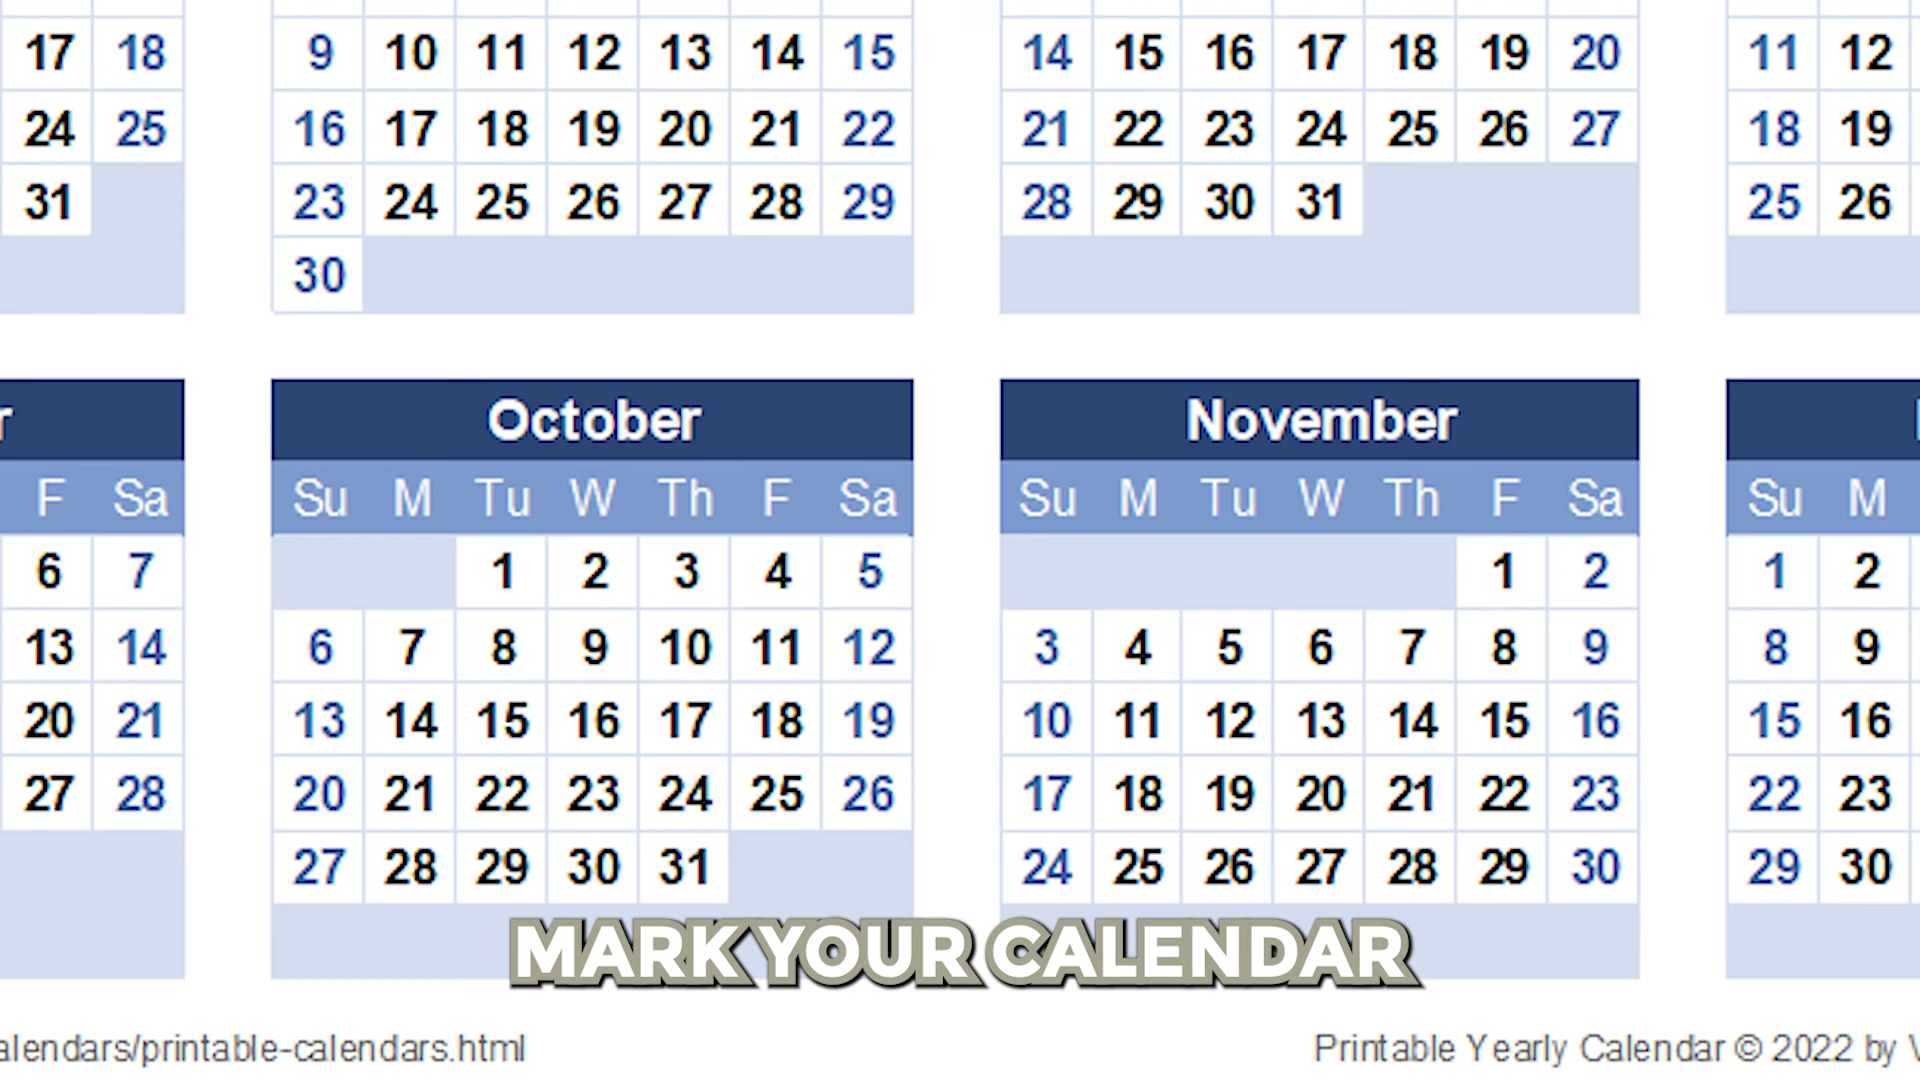 17 18 9 10 11 12 13 14 15 14 15 16 17 18 19 20 11 12
24 25 16 17 18 19 20 21 22 21 22 23 24 25 26 27 18 19
31 23 24 25 26 27 28 29 28 29 30 31 25 26
30
October November
F Sa Su M Tu W Th F Sa Su M Tu W Th F Sa Su M
6 7 1 2 3 4 5 1 2 1 2
13 14 6 7 8 9 10 11 12 3 4 5 6 7 8 9 8 9
20 21 13 14 15 16 17 18 19 10 11 12 13 14 15 16 15 16
27 28 20 21 22 23 24 25 26 17 18 19 20 21 22 23 22 23
27 28 29 30 31 24 25 26 27 28 29 30 29 30
MARK YOUR CALENDAR
alendars/printable-calendars.html Printable Yearly Calendar © 2022 by